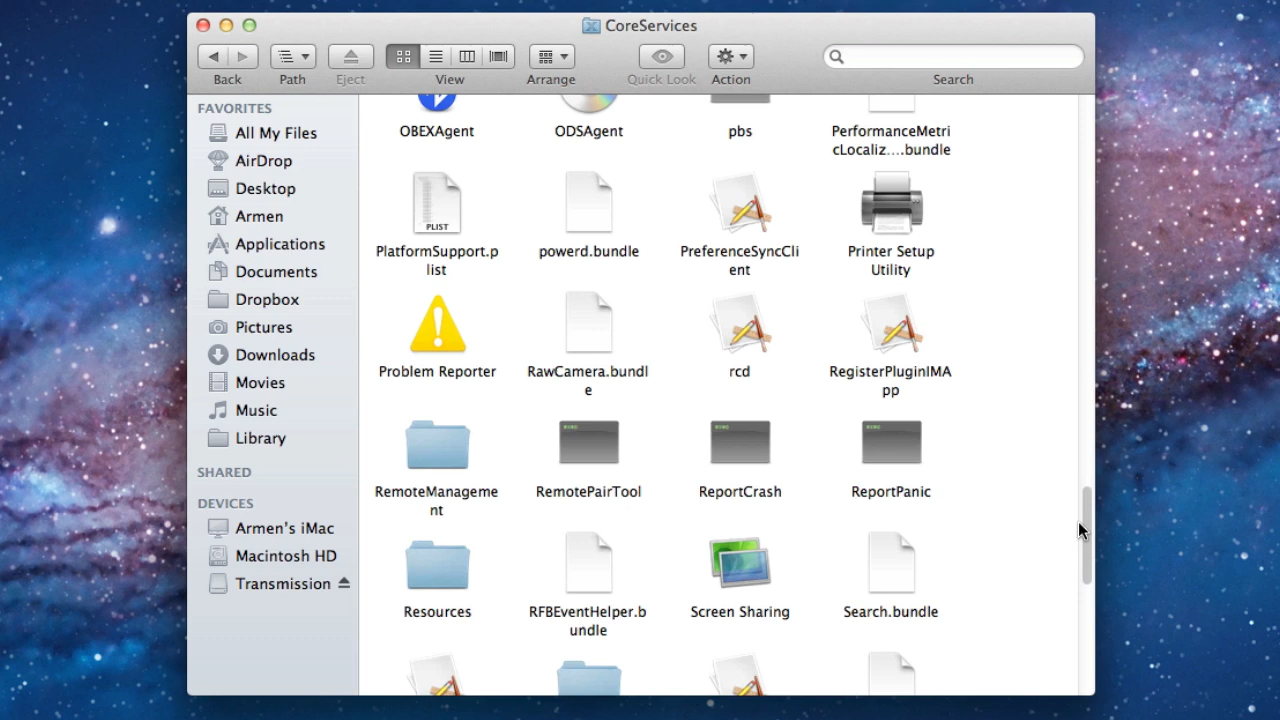 CoreServices
Back
Path
Eject
View
Arrange
Quick Look
Action
Search
FAVORITES
All My Files
AirDrop
Desktop
Armen
Applications
Documents
Dropbox
Pictures
Downloads
Movies
Music
Library
SHARED
DEVICES
Armen's iMac
Macintosh HD
Transmission
OBEXAgent
ODSAgent
pbs
PerformanceMetri
cLocaliz....bundle
PLIST
PlatformSupport.p
list
powerd.bundle
PreferenceSyncCli
ent
Printer Setup
Utility
Problem Reporter
RawCamera.bundl
e
rcd
RegisterPluginIMA
pp
RemoteManageme
nt
exec
RemotePairTool
exec
ReportCrash
exec
ReportPanic
Resources
RFBEventHelper.b
undle
Screen Sharing
Search.bundle